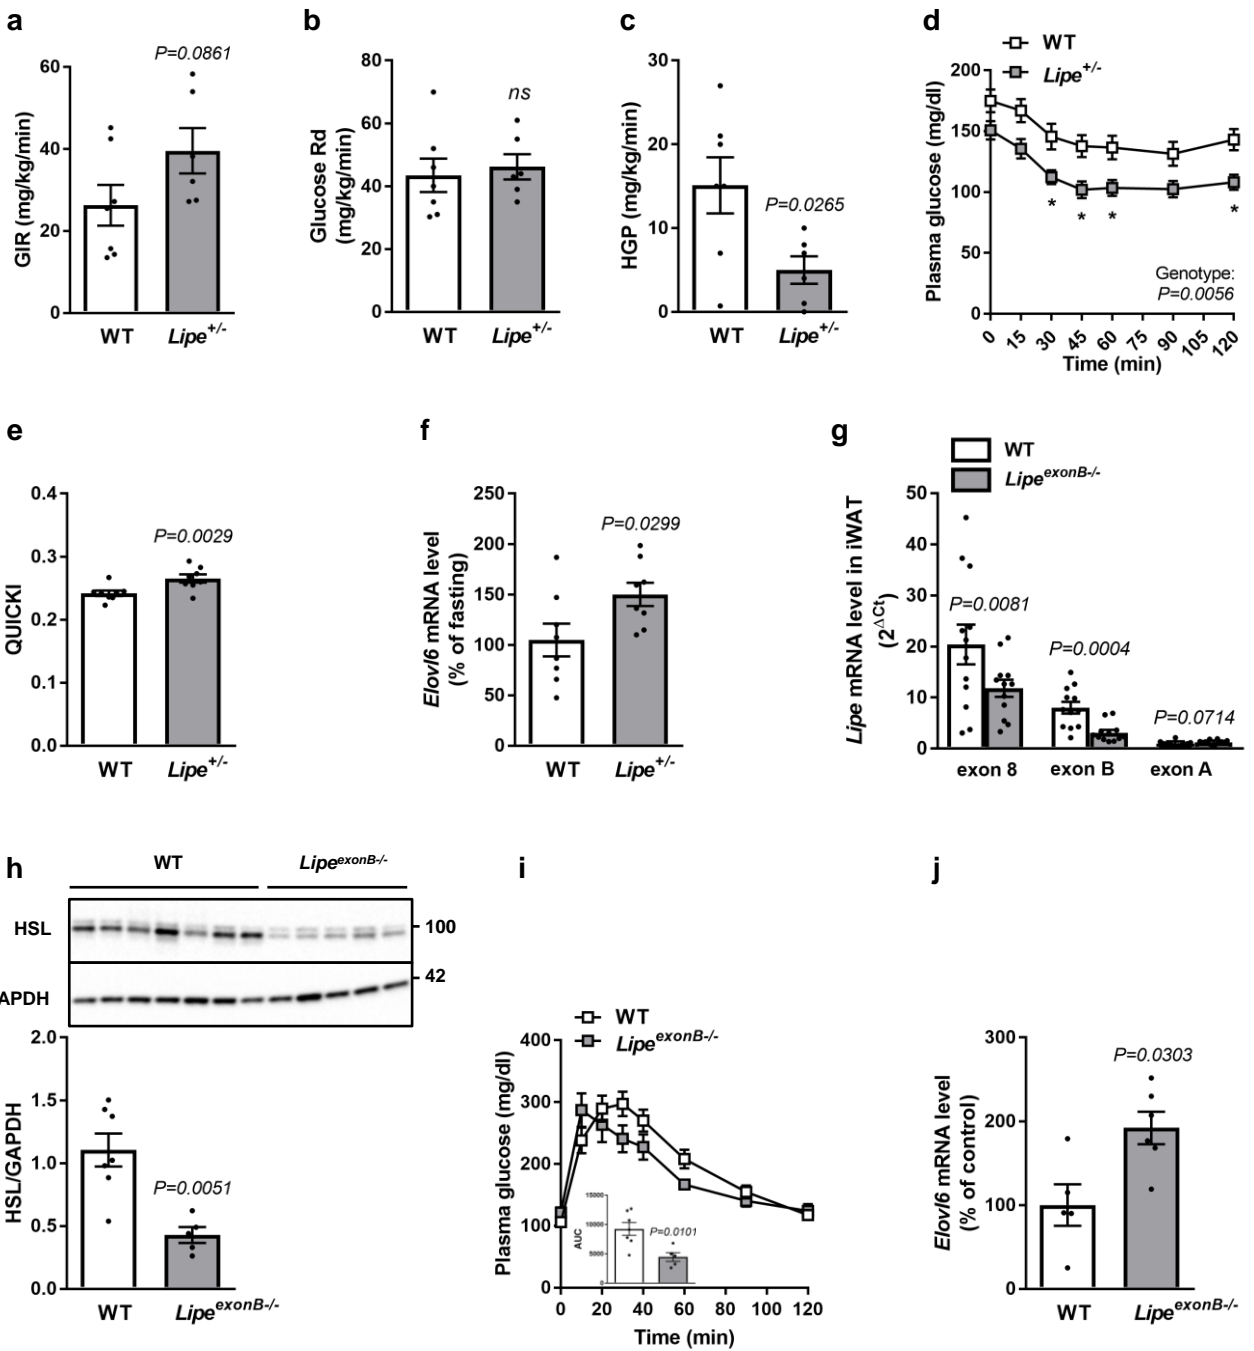 a
P=0.0861
GIR (mg/kg/min)
60
40
20
0
WT
Lipe+/-
b
ns
Glucose Rd
(mg/kg/min)
80
60
40
20
0
WT
Lipe+/-
c
P=0.0265
HGP (mg/kg/min)
30
20
10
0
WT
Lipe+/-
d
WT
Lipe+/-
Plasma glucose (mg/dl)
200
150
100
50
0
*
*
*
*
Genotype:
P=0.0056
0 15 30 45 60 75 90 105 120
Time (min)
e
P=0.0029
QUICKI
0.4
0.3
0.2
0.1
0.0
WT
Lipe+/-
f
P=0.0299
Elovl6 mRNA level
(% of fasting)
250
200
150
100
50
0
WT
Lipe+/-
g
WT
LipeexonB-/-
Lipe mRNA level in iWAT
(2ΔCt)
50
40
30
20
10
0
P=0.0081
P=0.0004
P=0.0714
exon 8
exon B
exon A
h
WT
LipeexonB-/-
HSL
100
42
APDH
HSL/GAPDH
2.0
1.5
1.0
0.5
0.0
P=0.0051
WT
LipeexonB-/-
i
WT
LipeexonB-/-
Plasma glucose (mg/dl)
400
300
200
100
0
AUC
15000
10000
5000
0
P=0.0101
0 20 40 60 80 100 120
Time (min)
j
P=0.0303
Elovl6 mRNA level
(% of control)
300
200
100
0
WT
LipeexonB-/-